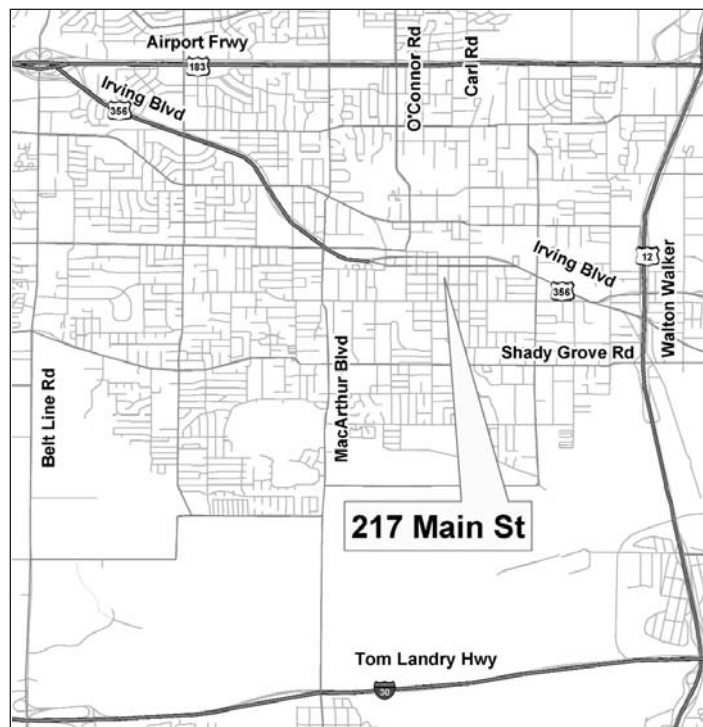 Airport Frwy
183
O'Connor Rd
Carl Rd
Irving Blvd
356
Irving Blvd
356
12
Walton Walker
Shady Grove Rd
Belt Line Rd
MacArthur Blvd
217 Main St
Tom Landry Hwy
30